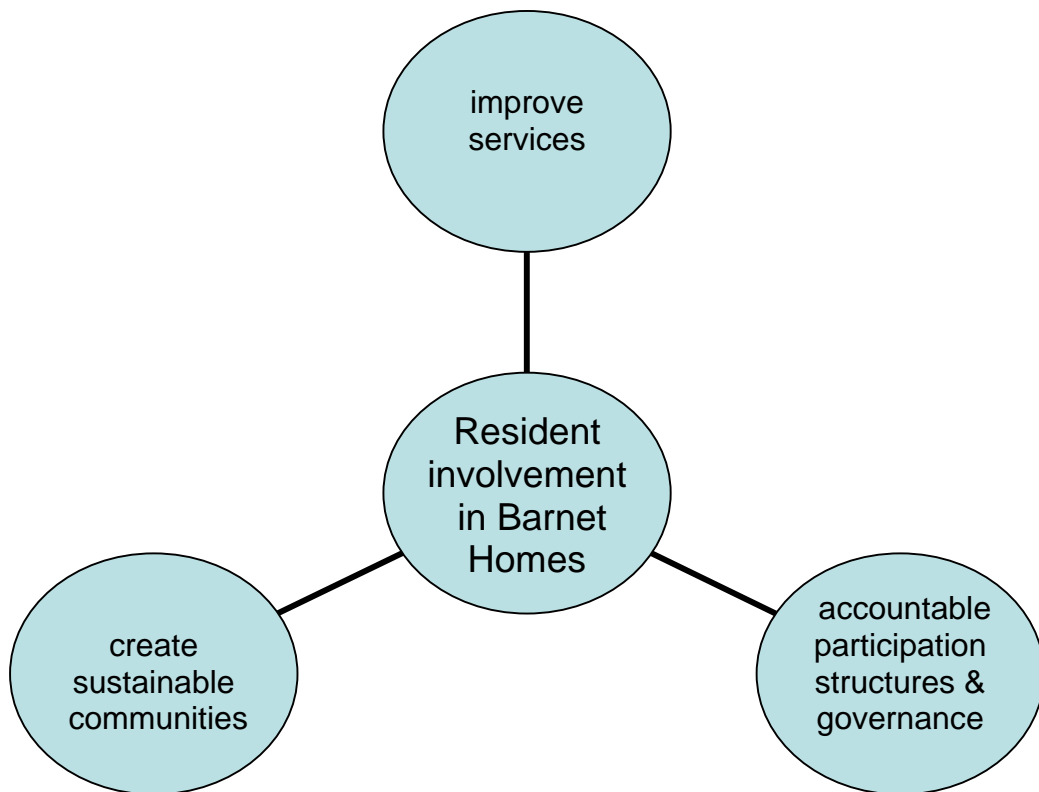 improve
services
Resident
involvement
in Barnet
Homes
create
sustainable
communities
accountable
participation
structures &
governance